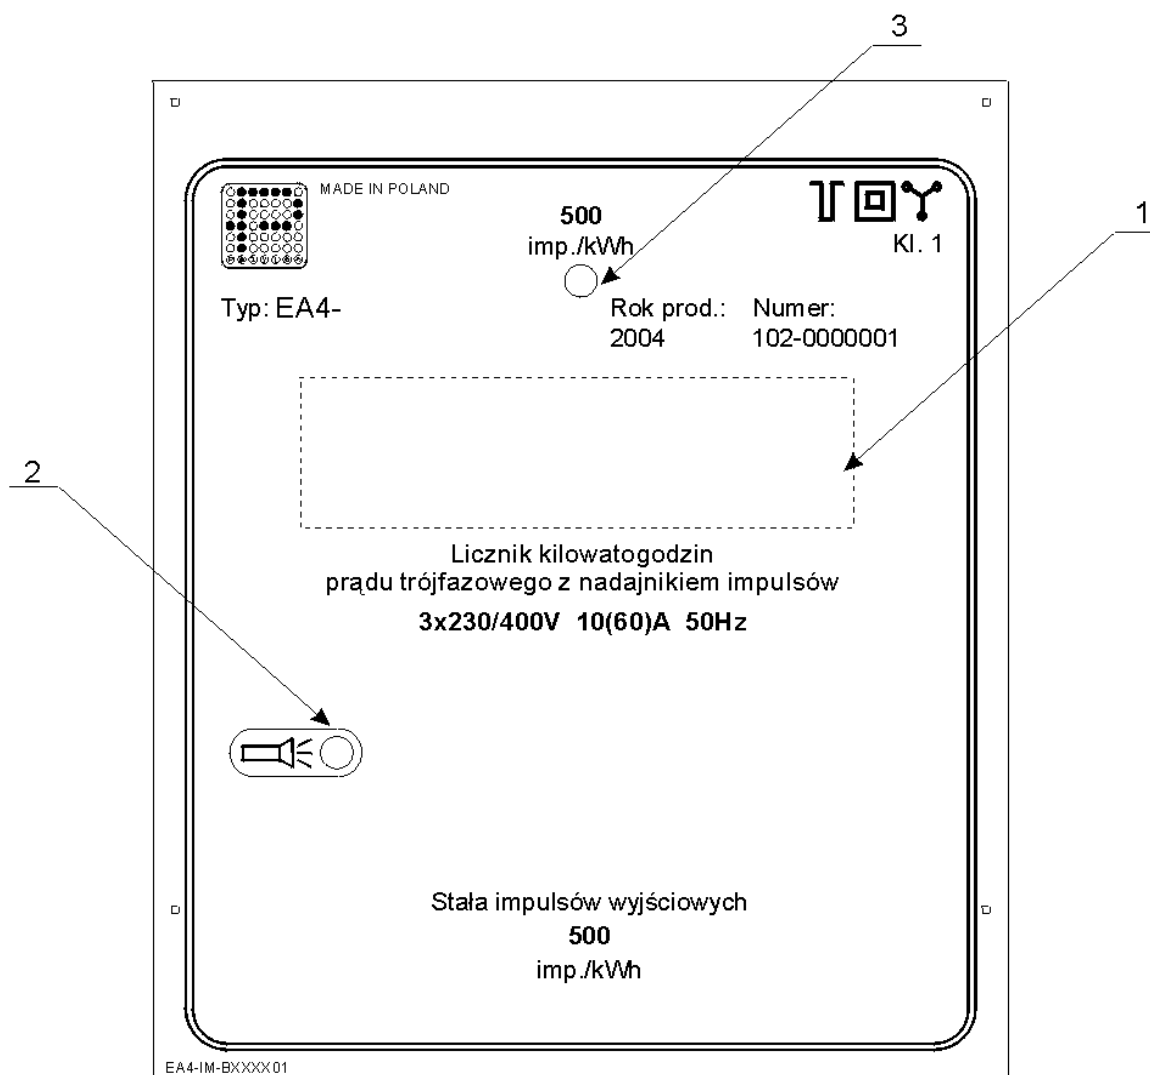 3
MADE IN POLAND
500
imp./kWh
Kl. 1
1
Typ: EA4-
Rok prod.: Numer:
2004 102-0000001
2
Licznik kilowatogodzin
prądu trójfazowego z nadajnikiem impulsów
3x230/400V 10(60)A 50Hz
Stała impulsów wyjściowych
500
imp./kWh
EA4-IM-BXXXX01